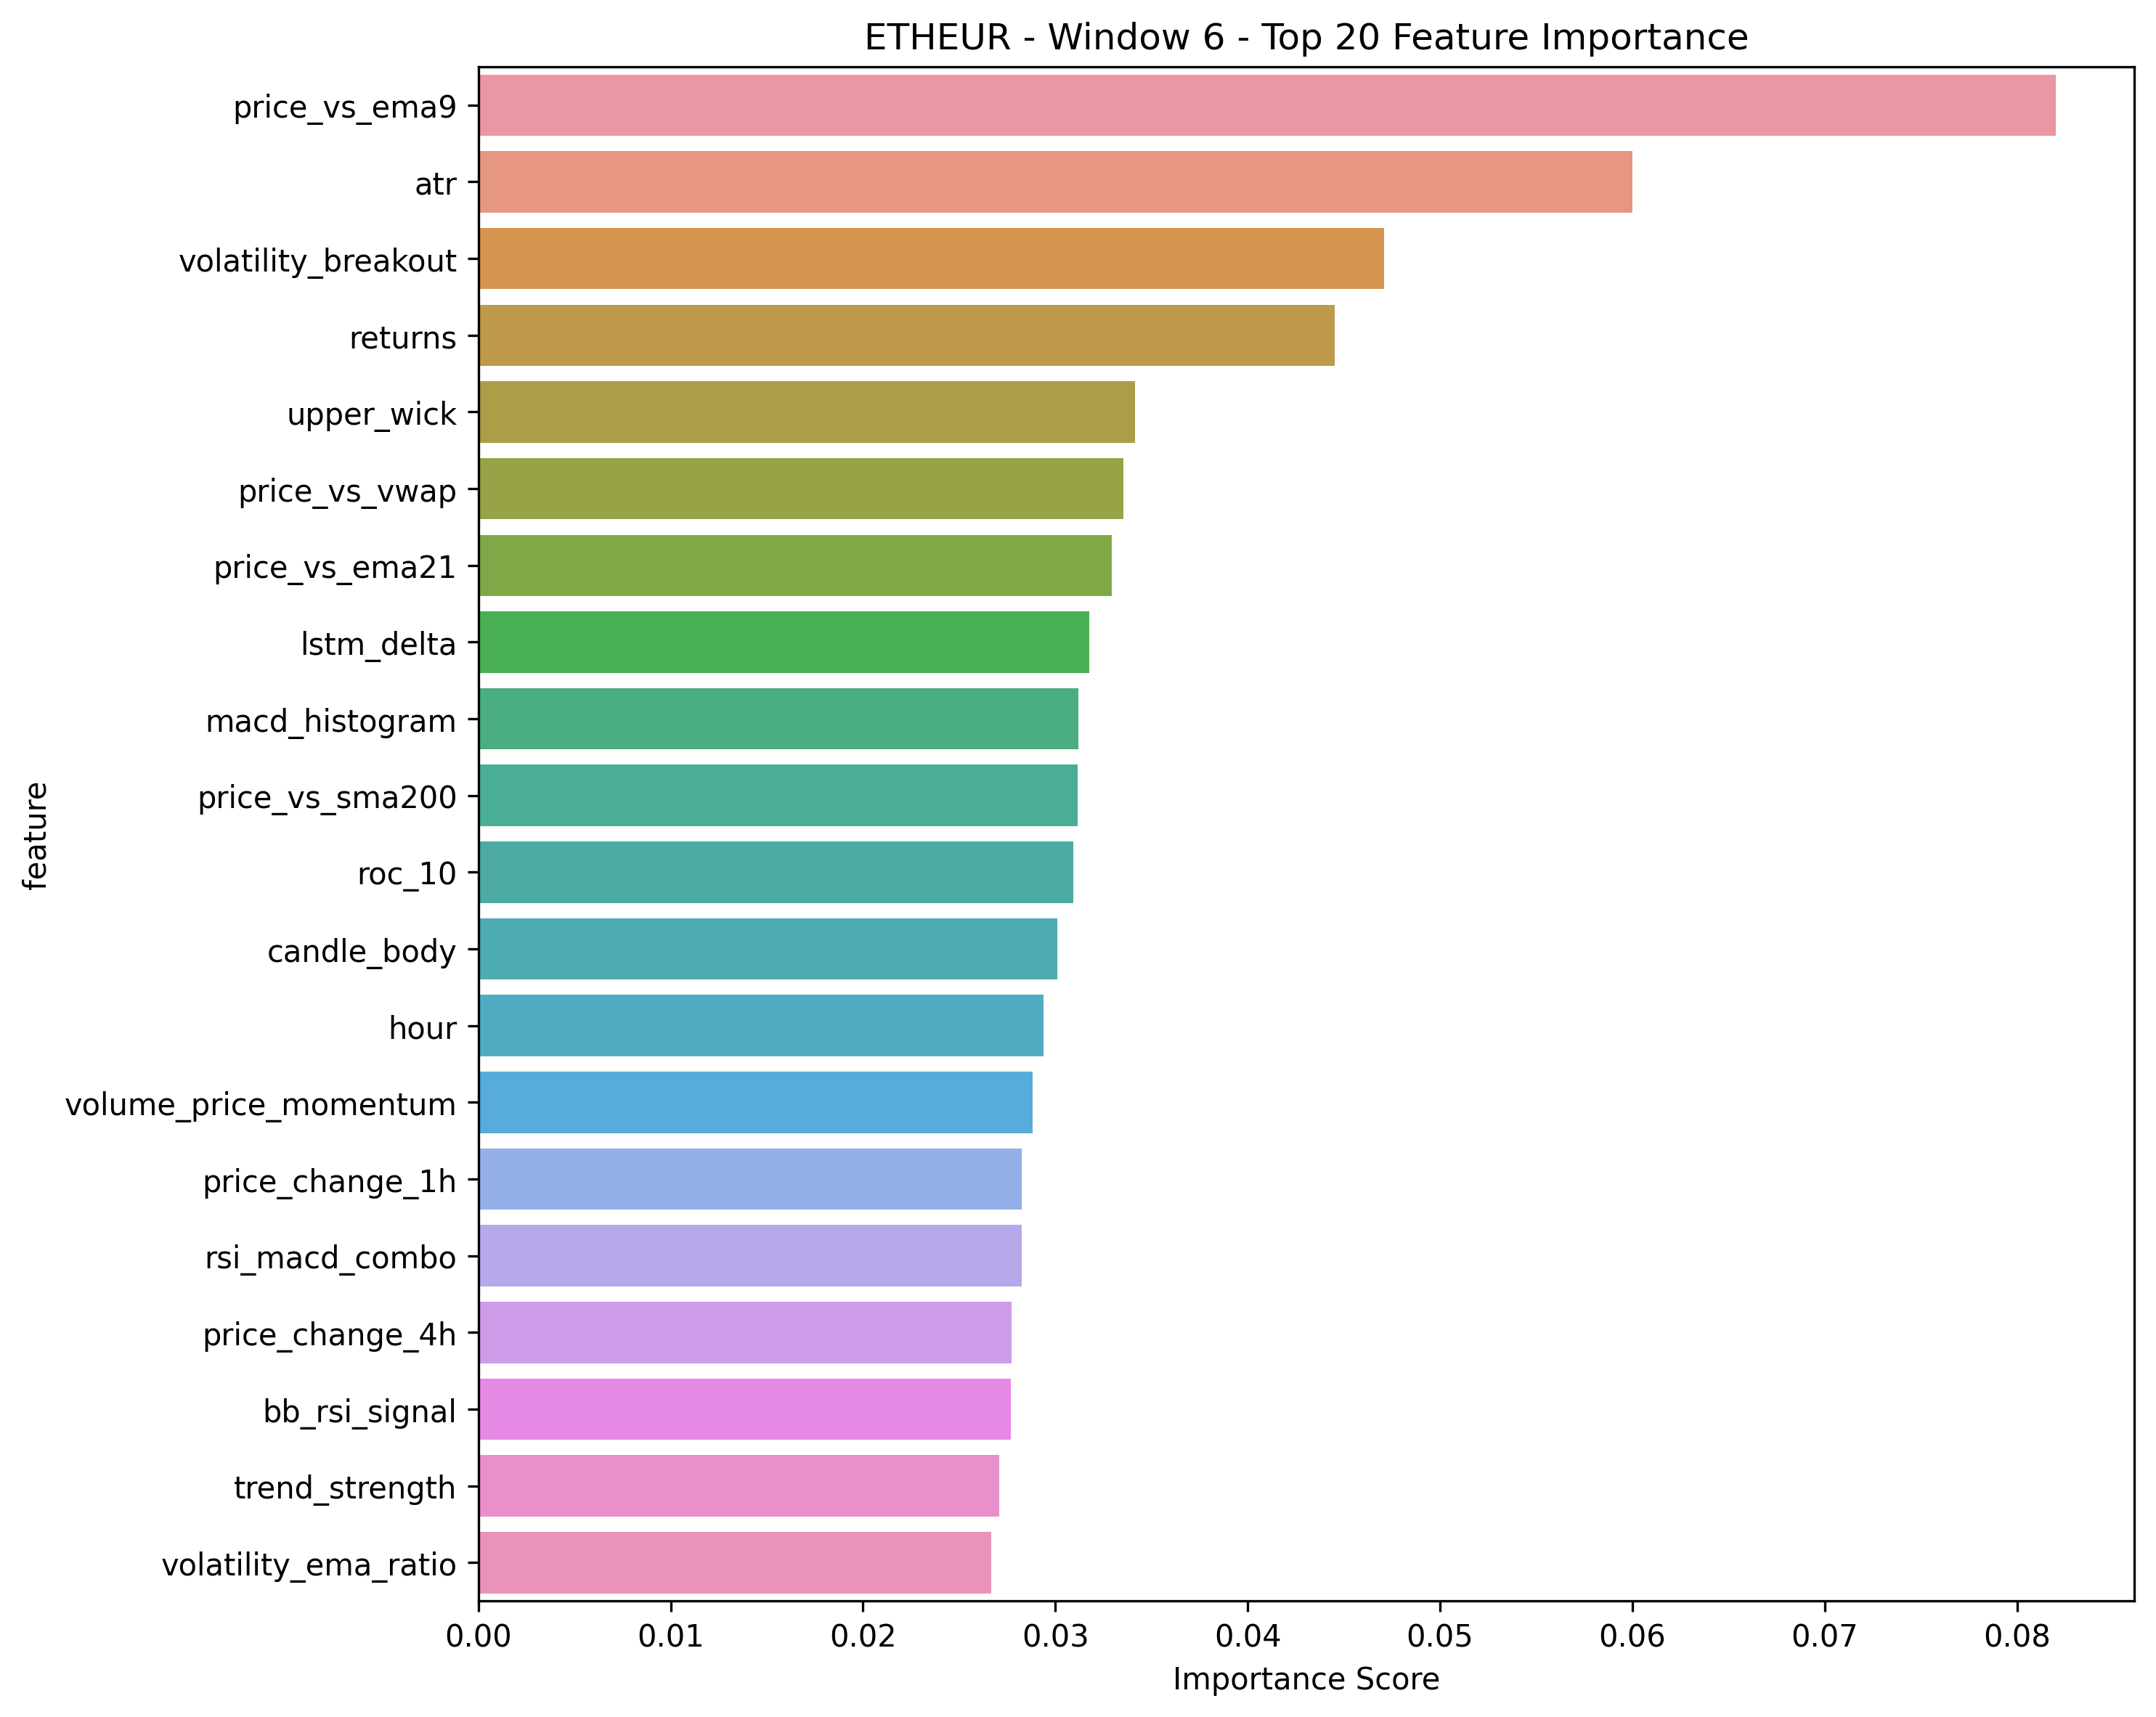 ETHEUR - Window 6 - Top 20 Feature Importance
price_vs_ema9
atr
volatility_breakout
returns
upper_wick
price_vs_vwap
price_vs_ema21
lstm_delta
macd_histogram
price_vs_sma200
roc_10
candle_body
hour
volume_price_momentum
price_change_1h
rsi_macd_combo
price_change_4h
bb_rsi_signal
trend_strength
volatility_ema_ratio
feature
0.00 0.01 0.02 0.03 0.04 0.05 0.06 0.07 0.08
Importance Score